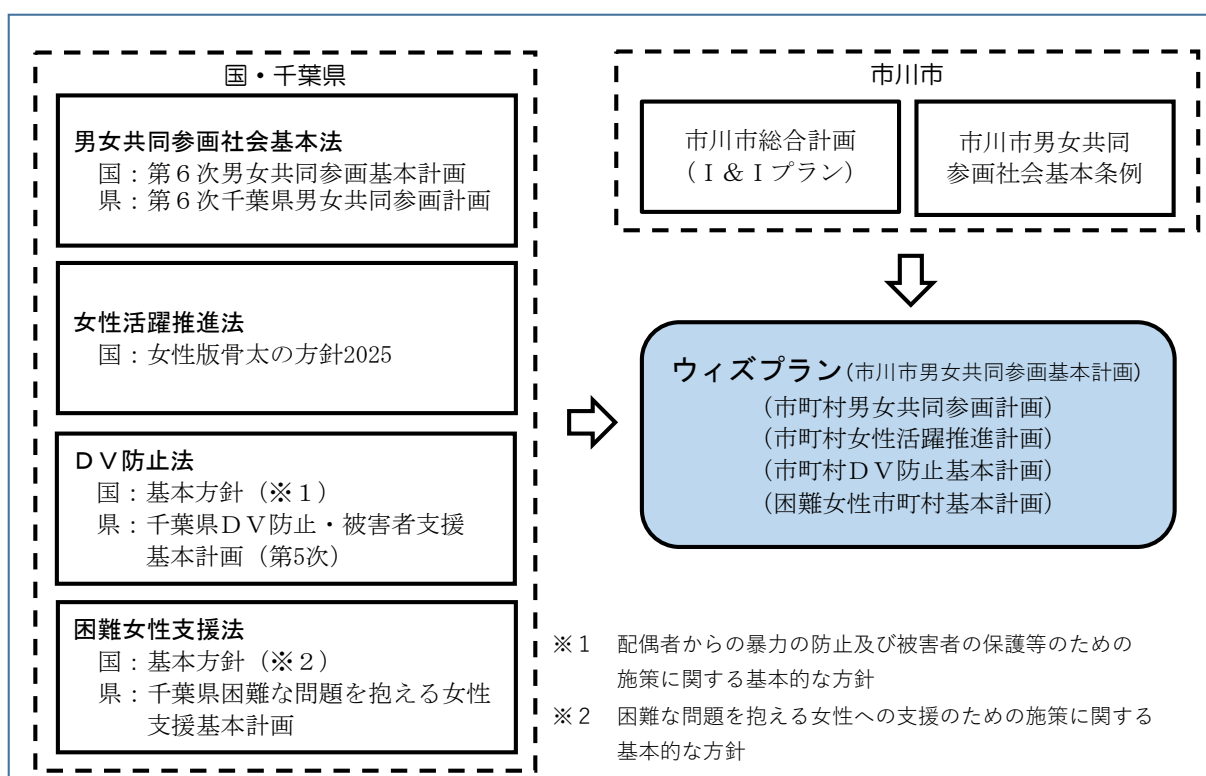 国・千葉県
男女共同参画社会基本法
国：第６次男女共同参画基本計画
県：第６次千葉県男女共同参画計画
女性活躍推進法
国：女性版骨太の方針2025
ＤＶ防止法
国：基本方針（※１）
県：千葉県ＤＶ防止・被害者支援
基本計画（第5次）
困難女性支援法
国：基本方針（※２）
県：千葉県困難な問題を抱える女性
支援基本計画
市川市
市川市総合計画
（Ｉ＆Ｉプラン）
市川市男女共同
参画社会基本条例
ウィズプラン(市川市男女共同参画基本計画)
(市町村男女共同参画計画)
(市町村女性活躍推進計画)
(市町村ＤＶ防止基本計画)
(困難女性市町村基本計画)
※１　配偶者からの暴力の防止及び被害者の保護等のための
施策に関する基本的な方針
※２　困難な問題を抱える女性への支援のための施策に関する
基本的な方針